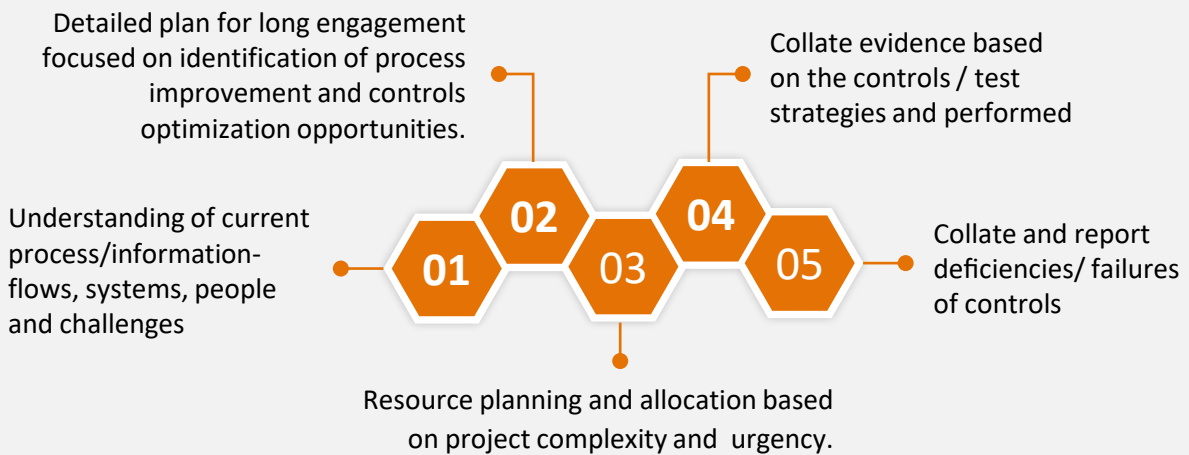 Detailed plan for long engagement
focused on identification of process
improvement and controls
optimization opportunities.
Collate evidence based
on the controls / test
strategies and performed
Understanding of current
process/information-
flows, systems, people
and challenges
01
02
03
04
05
Collate and report
deficiencies/ failures
of controls
Resource planning and allocation based
on project complexity and  urgency.